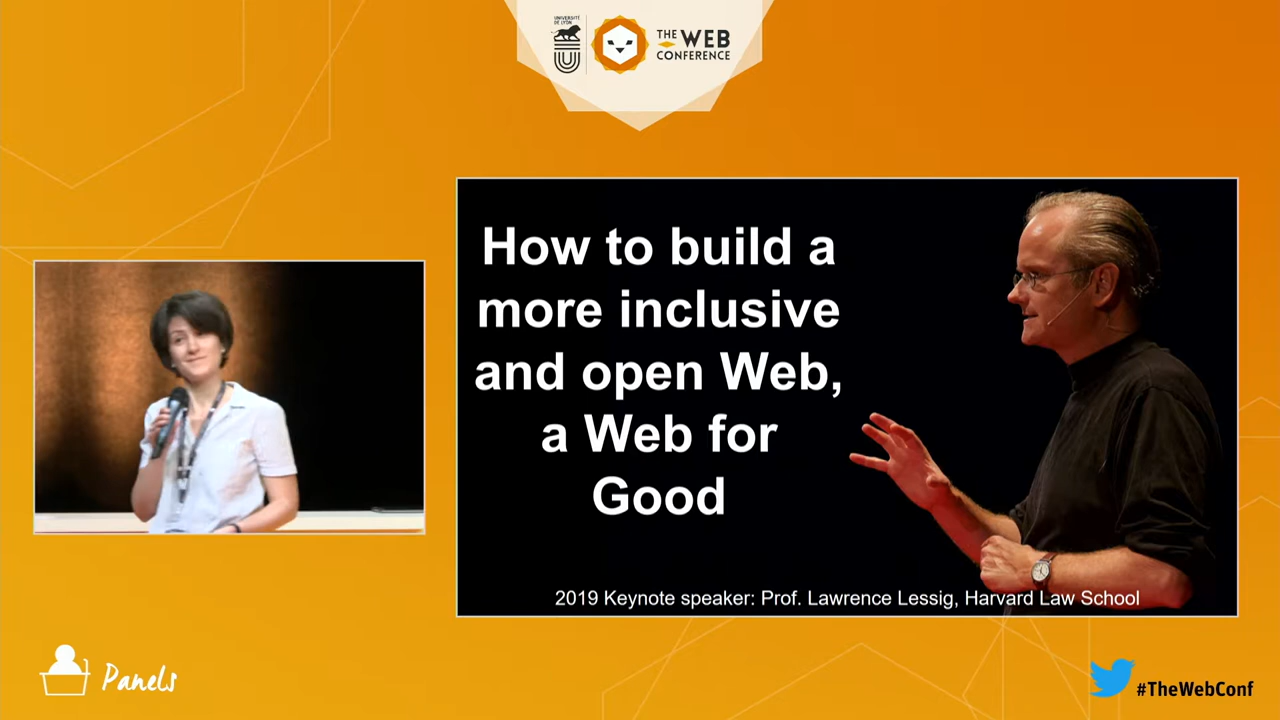 UNIVERSITÉ
DE LYON
THE WEB
CONFERENCE
How to build a
more inclusive
and open Web,
a Web for
Good
2019 Keynote speaker: Prof. Lawrence Lessig, Harvard Law School
Panels
#TheWebConf